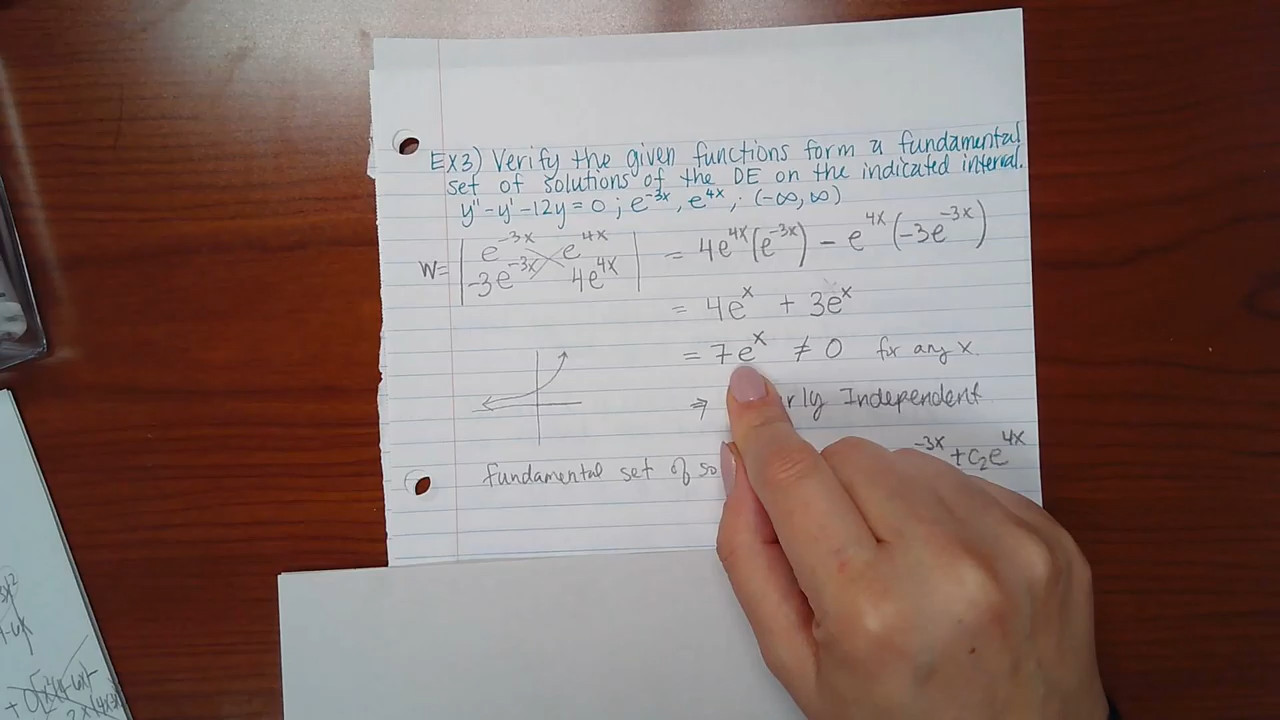 EX3) Verify the given functions form a fundamental
set of solutions of the DE on the indicated interval.
y''-y'-12y=0; e^-3x, e^4x; (-∞, ∞)
W= | e^-3x e^4x | = 4e^4x(e^-3x) - e^4x(-3e^-3x)
| -3e^-3x 4e^4x |
= 4e^x + 3e^x
= 7e^x ≠ 0 for any x.
⇒ rly Independent
fundamental set of so -3x + c₂e^4x